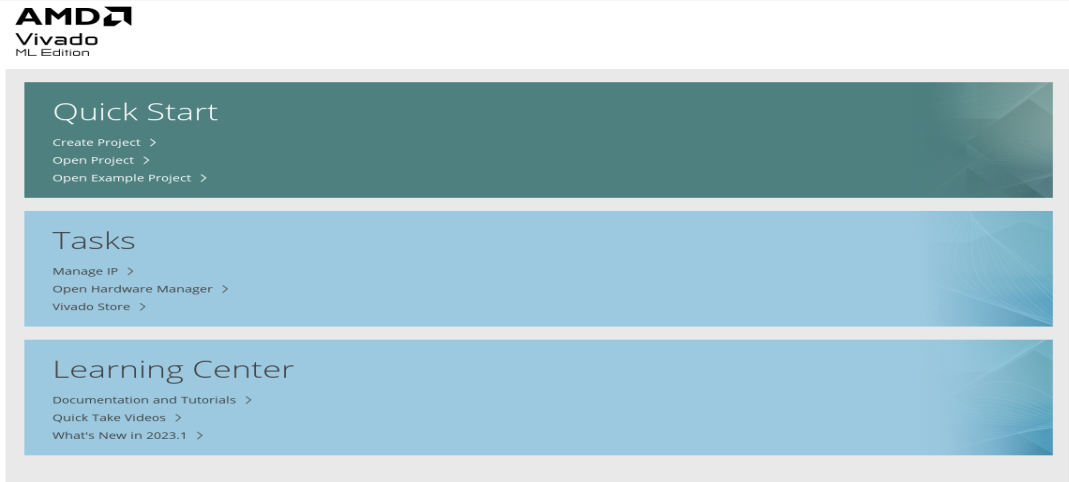 AMD
Vivado
ML Edition
Quick Start
Create Project >
Open Project >
Open Example Project >
Tasks
Manage IP >
Open Hardware Manager >
Vivado Store >
Learning Center
Documentation and Tutorials >
Quick Take Videos >
What's New in 2023.1 >